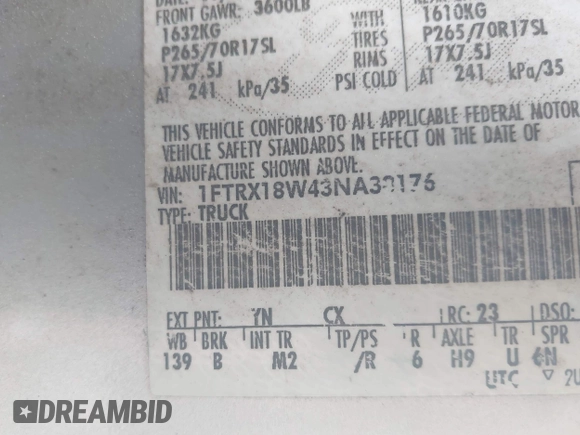 FRONT GAWR: 3600LB
1632KG WITH 1610KG
P265/70R17SL TIRES P265/70R17SL
17X7.5J RIMS 17X7.5J
AT 241 kPa/35 PSI COLD AT 241 kPa/35
THIS VEHICLE CONFORMS TO ALL APPLICABLE FEDERAL MOTOR
VEHICLE SAFETY STANDARDS IN EFFECT ON THE DATE OF
MANUFACTURE SHOWN ABOVE.
VIN: 1FTRX18W43NA38176
TYPE: TRUCK
EXT PNT: YN CX RC: 23 DSO:
WB BRK INT TR TP/PS R AXLE TR SPR
139 B M2 /R 6 H9 U
UTC ▽
DREAMBID